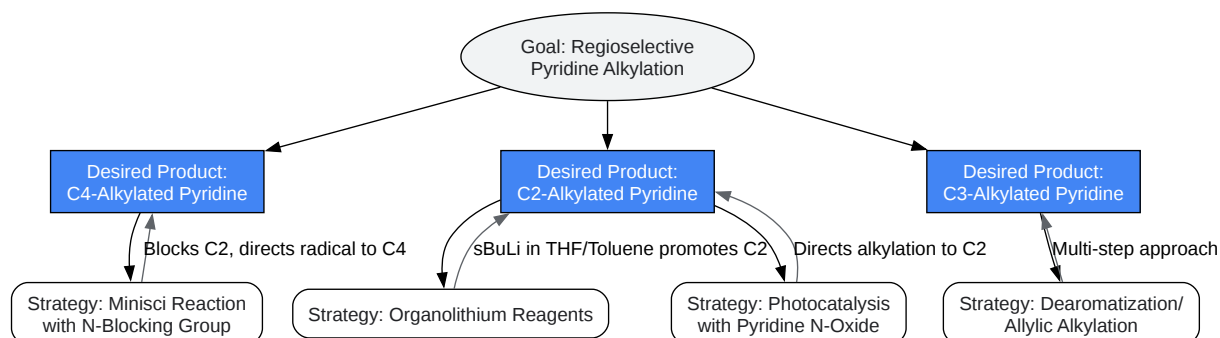 Goal: Regioselective
Pyridine Alkylation
Desired Product:
C4-Alkylated Pyridine
Desired Product:
C2-Alkylated Pyridine
Desired Product:
C3-Alkylated Pyridine
Blocks C2, directs radical to C4
sBuLi in THF/Toluene promotes C2
Directs alkylation to C2
Multi-step approach
Strategy: Minisci Reaction
with N-Blocking Group
Strategy: Organolithium Reagents
Strategy: Photocatalysis
with Pyridine N-Oxide
Strategy: Dearomatization/
Allylic Alkylation